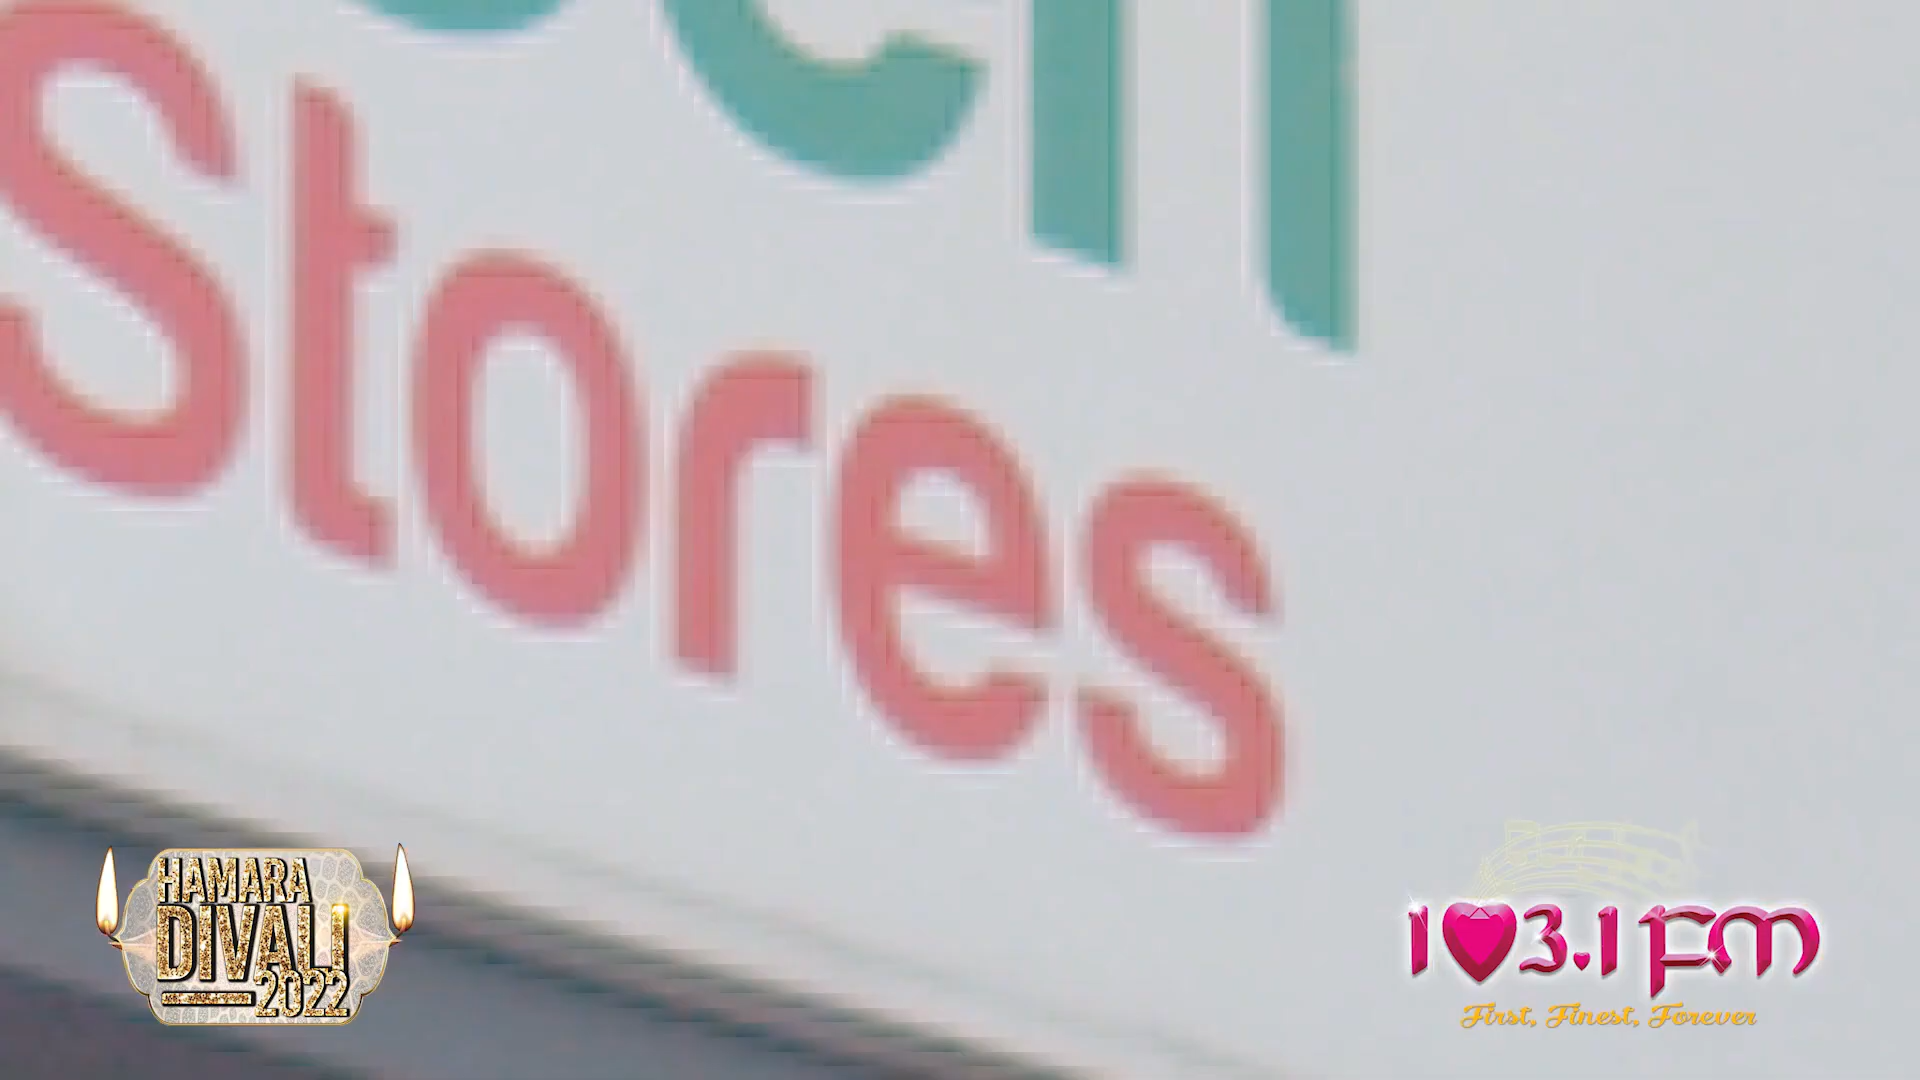 Stores
HAMARA
DIVALI
2022
103.1 FM
First, Finest, Forever